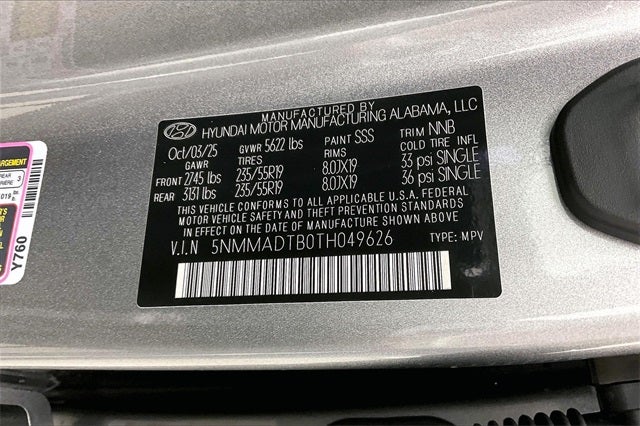 MANUFACTURED BY
HYUNDAI MOTOR MANUFACTURING ALABAMA, LLC
Oct/03/25 GVWR 5622 lbs PAINT SSS TRIM NNB
GAWR TIRES RIMS COLD TIRE INFL
FRONT 2745 lbs 235/55R19 8.0JX19 33 psi SINGLE
REAR 5131 lbs 235/55R19 8.0JX19 36 psi SINGLE
THIS VEHICLE CONFORMS TO ALL APPLICABLE U.S.A. FEDERAL
MOTOR VEHICLE SAFETY AND THEFT PREVENTION STANDARDS
IN EFFECT ON THE DATE OF MANUFACTURE SHOWN ABOVE.
V.I.N 5NMMADTB0TH049626 TYPE: MPV
Y760
3